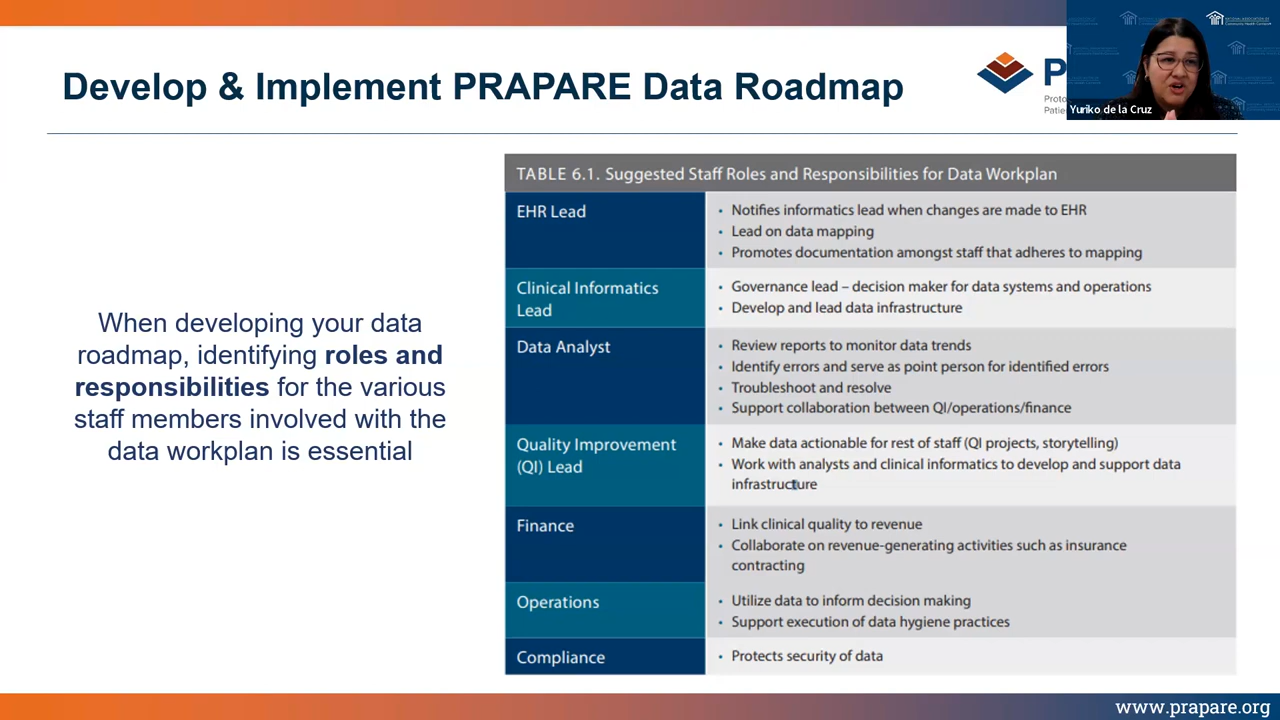 Develop & Implement PRAPARE Data Roadmap
P
Proto
Patie
Yuriko de la Cruz
When developing your data
roadmap, identifying roles and
responsibilities for the various
staff members involved with the
data workplan is essential
TABLE 6.1. Suggested Staff Roles and Responsibilities for Data Workplan
EHR Lead
• Notifies informatics lead when changes are made to EHR
• Lead on data mapping
• Promotes documentation amongst staff that adheres to mapping
Clinical Informatics
Lead
• Governance lead – decision maker for data systems and operations
• Develop and lead data infrastructure
Data Analyst
• Review reports to monitor data trends
• Identify errors and serve as point person for identified errors
• Troubleshoot and resolve
• Support collaboration between QI/operations/finance
Quality Improvement
(QI) Lead
• Make data actionable for rest of staff (QI projects, storytelling)
• Work with analysts and clinical informatics to develop and support data
infrastructure
Finance
• Link clinical quality to revenue
• Collaborate on revenue-generating activities such as insurance
contracting
Operations
• Utilize data to inform decision making
• Support execution of data hygiene practices
Compliance
• Protects security of data
www.prapare.org